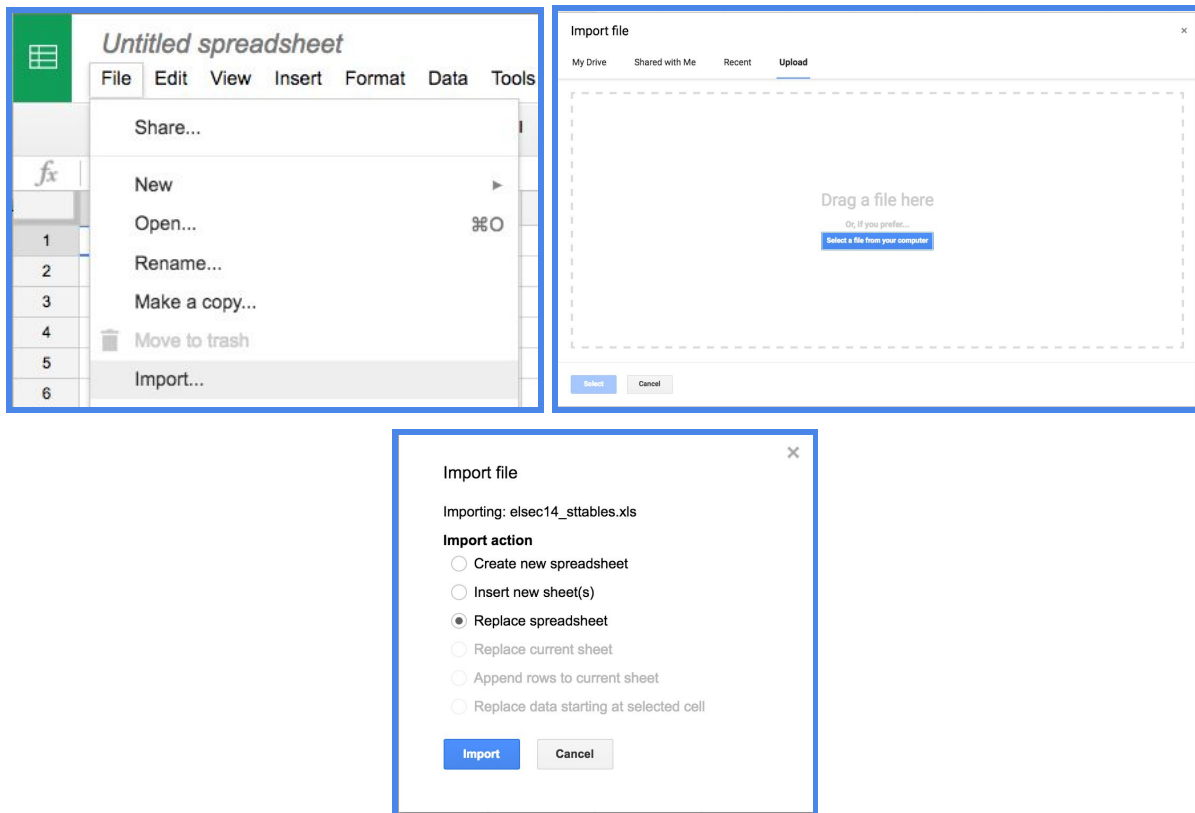 Untitled spreadsheet
File Edit View Insert Format Data Tools
Share...
fx
New ►
Open... ⌘O
1
Rename...
2
Make a copy...
3
Move to trash
4
5
Import...
6
Import file ×
My Drive Shared with Me Recent Upload
Drag a file here
Or, if you prefer...
Select a file from your computer
Select Cancel
×
Import file
Importing: elsec14_sttables.xls
Import action
Create new spreadsheet
Insert new sheet(s)
Replace spreadsheet
Replace current sheet
Append rows to current sheet
Replace data starting at selected cell
Import Cancel